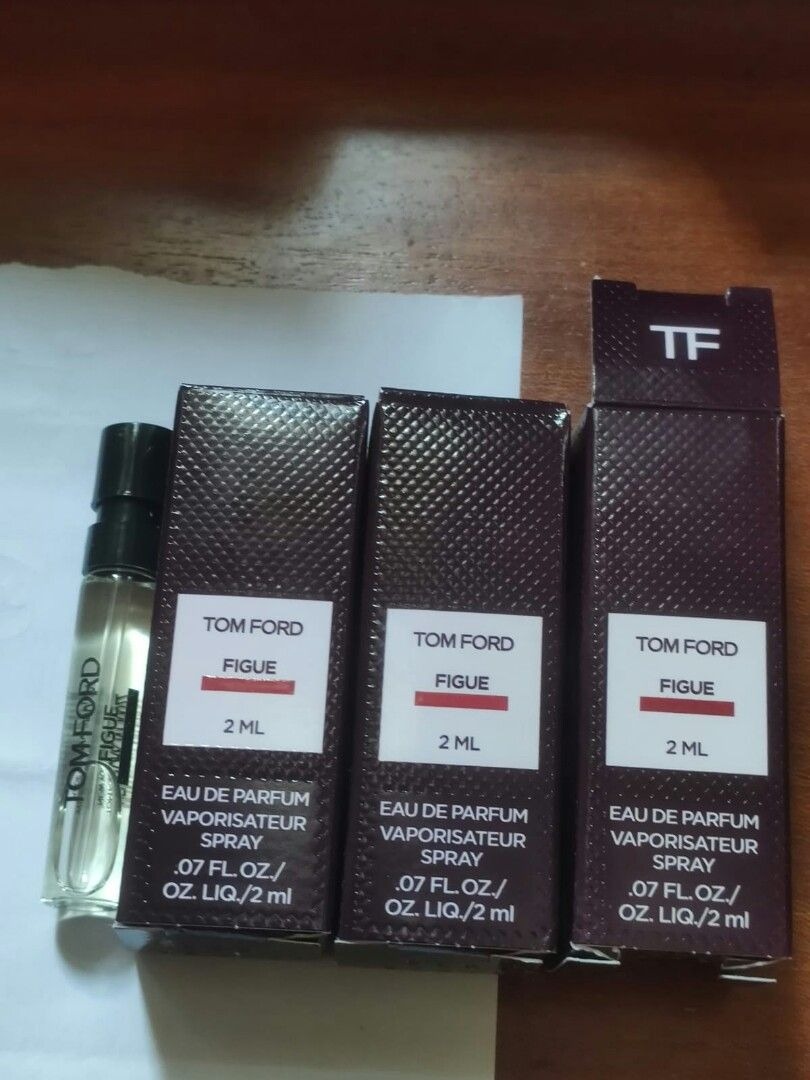 TF
TOM FORD
FIGUE
TOM FORD
FIGUE
2 ML
EAU DE PARFUM
VAPORISATEUR
SPRAY
.07 FL. OZ./
OZ. LIQ./2 ml
TOM FORD
FIGUE
2 ML
EAU DE PARFUM
VAPORISATEUR
SPRAY
.07 FL. OZ./
OZ. LIQ./2 ml
TOM FORD
FIGUE
2 ML
EAU DE PARFUM
VAPORISATEUR
SPRAY
.07 FL. OZ./
OZ. LIQ./2 ml